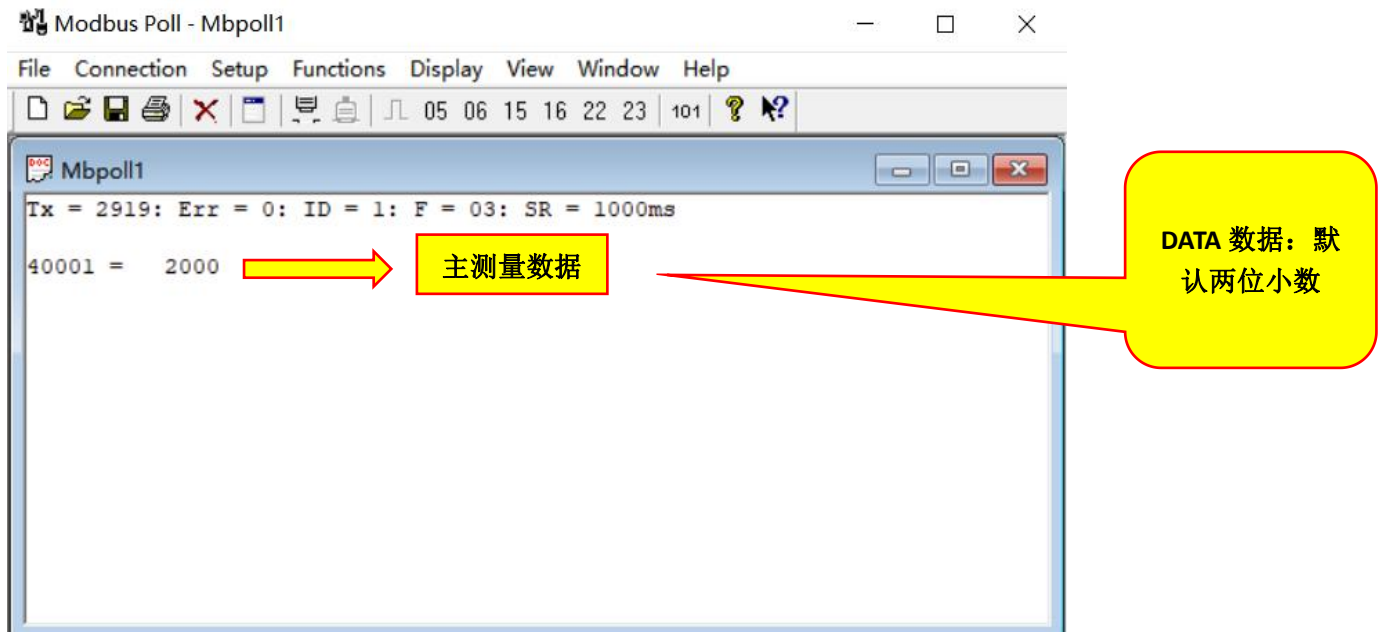 Modbus Poll - Mbpoll1
File Connection Setup Functions Display View Window Help
05 06 15 16 22 23 101
Mbpoll1
Tx = 2919: Err = 0: ID = 1: F = 03: SR = 1000ms
40001 = 2000
主测量数据
DATA 数据：默
认两位小数